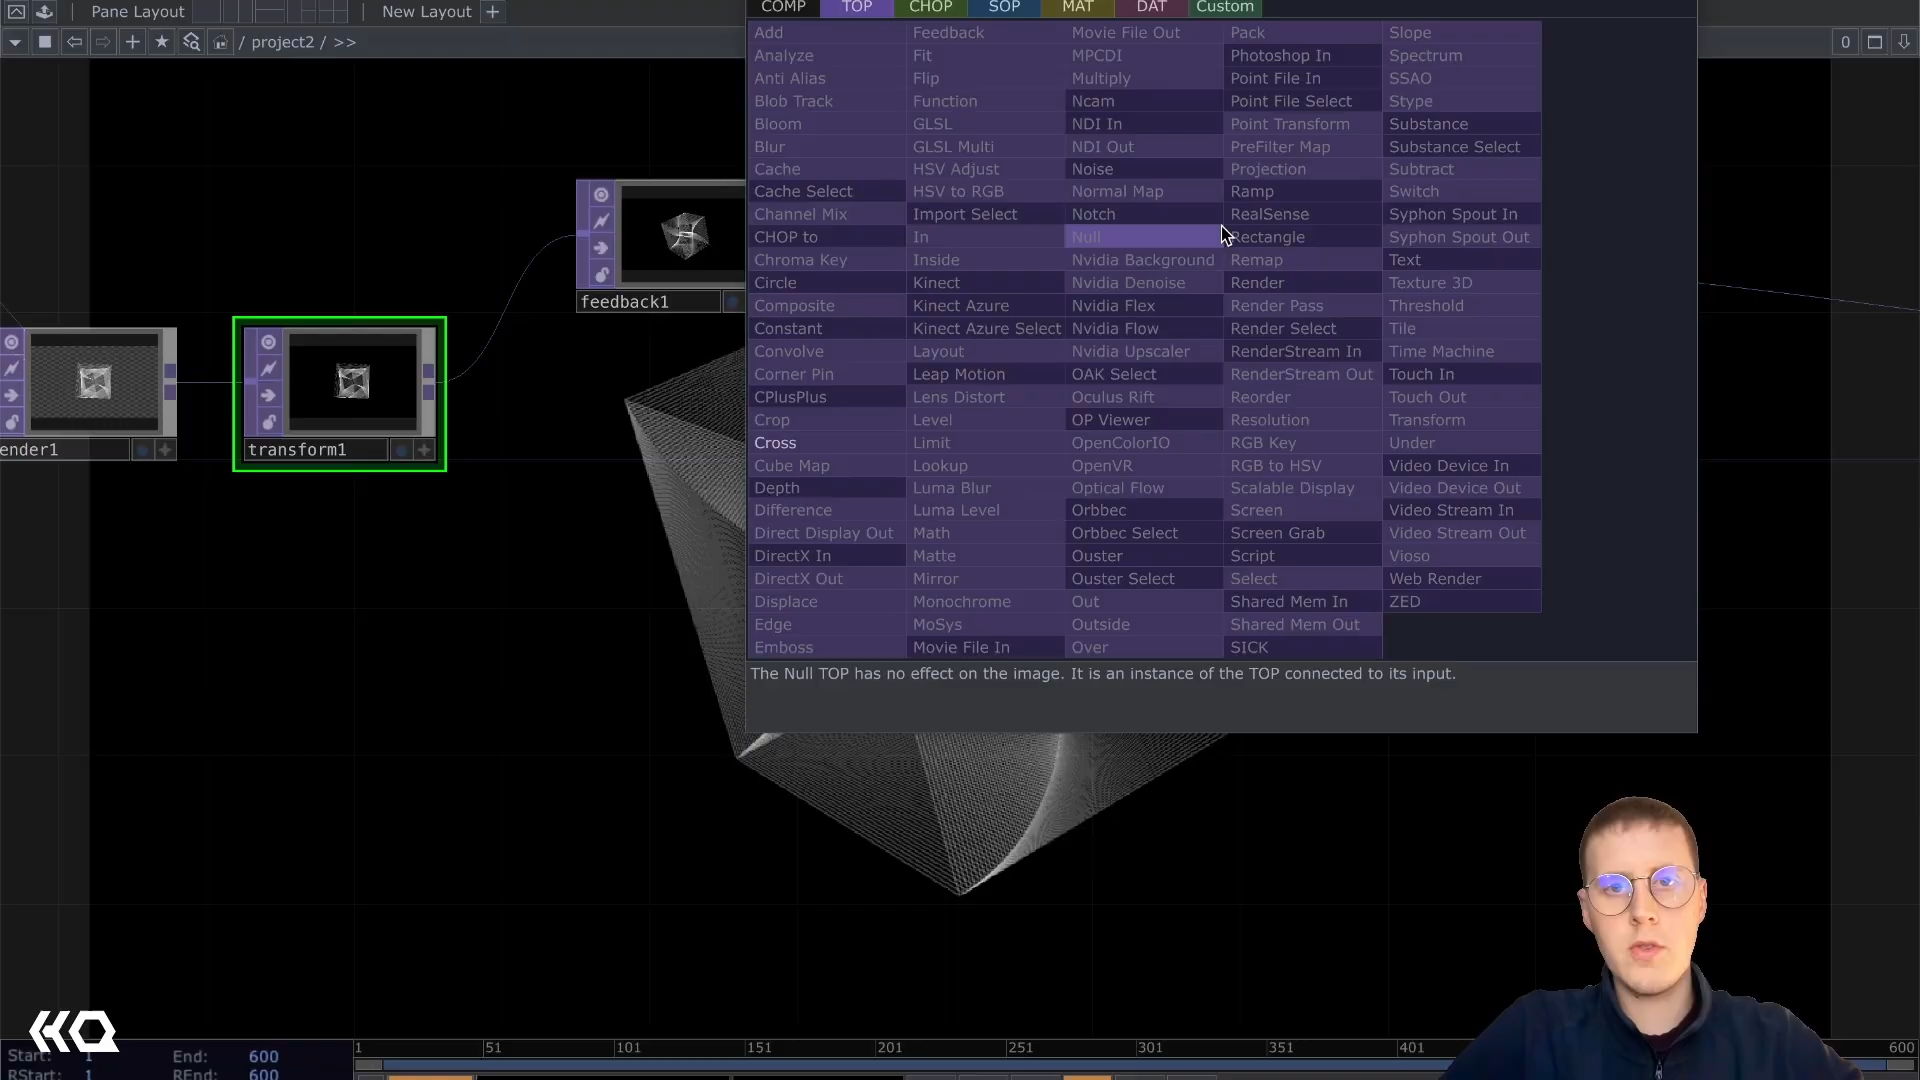 Pane Layout
New Layout
COMP TOP CHOP SOP MAT DAT Custom
/ project2 / >>
0
Add Feedback Movie File Out Pack Slope
Analyze Fit MPCDI Photoshop In Spectrum
Anti Alias Flip Multiply Point File In SSAO
Blob Track Function Ncam Point File Select Stype
Bloom GLSL NDI In Point Transform Substance
Blur GLSL Multi NDI Out PreFilter Map Substance Select
Cache HSV Adjust Noise Projection Subtract
Cache Select HSV to RGB Normal Map Ramp Switch
Channel Mix Import Select Notch RealSense Syphon Spout In
CHOP to In Null Rectangle Syphon Spout Out
Chroma Key Inside Nvidia Background Remap Text
Circle Kinect Nvidia Denoise Render Texture 3D
Composite Kinect Azure Nvidia Flex Render Pass Threshold
Constant Kinect Azure Select Nvidia Flow Render Select Tile
Convolve Layout Nvidia Upscaler RenderStream In Time Machine
Corner Pin Leap Motion OAK Select RenderStream Out Touch In
CPlusPlus Lens Distort Oculus Rift Reorder Touch Out
Crop Level OP Viewer Resolution Transform
Cross Limit OpenColorIO RGB Key Under
Cube Map Lookup OpenVR RGB to HSV Video Device In
Depth Luma Blur Optical Flow Scalable Display Video Device Out
Difference Luma Level Orbbec Screen Video Stream In
Direct Display Out Math Orbbec Select Screen Grab Video Stream Out
DirectX In Matte Ouster Script Vioso
DirectX Out Mirror Ouster Select Select Web Render
Displace Monochrome Out Shared Mem In ZED
Edge MoSys Outside Shared Mem Out
Emboss Movie File In Over SICK
The Null TOP has no effect on the image. It is an instance of the TOP connected to its input.
feedback1
ender1
transform1
HQ
1 51 101 151 201 251 301 351 401 600
Start: 1 End: 600
RStart: 1 REnd: 600